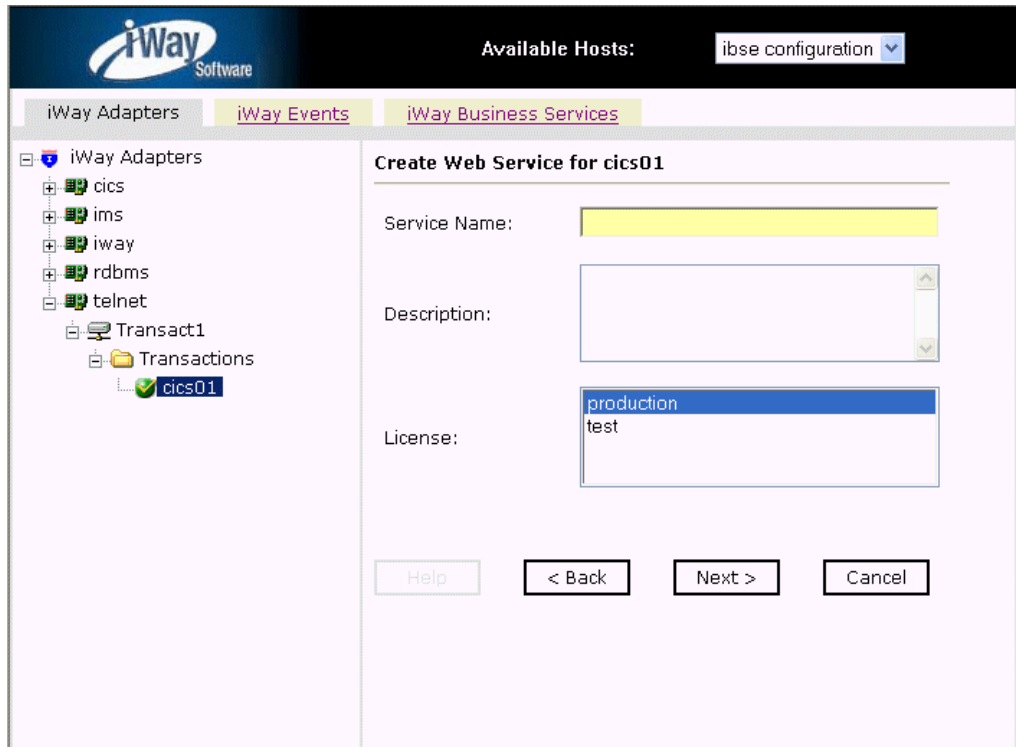 iWay
Software
Available Hosts:
ibse configuration
iWay Adapters
iWay Events
iWay Business Services
iWay Adapters
cics
ims
iway
rdbms
telnet
Transact1
Transactions
cics01
Create Web Service for cics01
Service Name:
Description:
License:
production
test
Help
< Back
Next >
Cancel